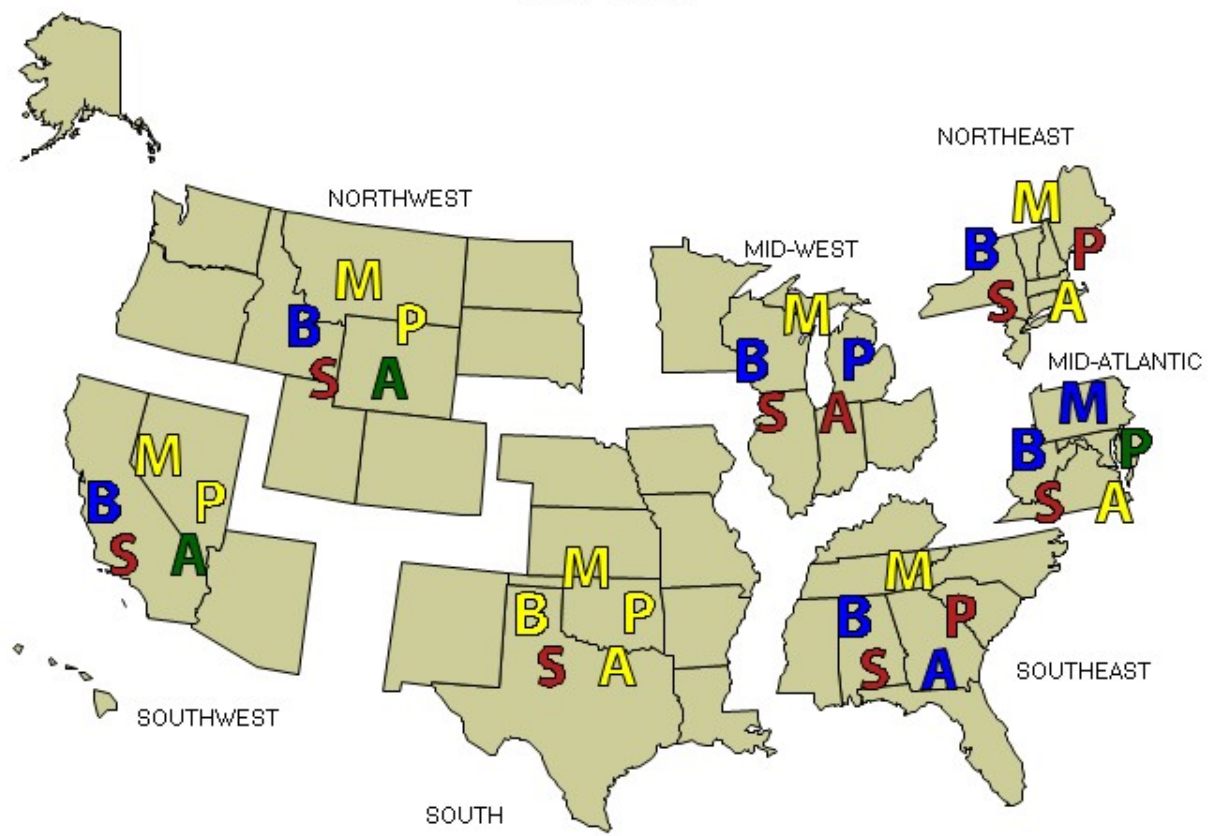 NORTHEAST
NORTHWEST
M
B P
S A
MID-WEST
M
B P
S A
M
B P
S A
MID-ATLANTIC
M
B P
S A
M
B P
S A
SOUTHWEST
M
B P
S A
SOUTH
M
B P
S A
SOUTHEAST